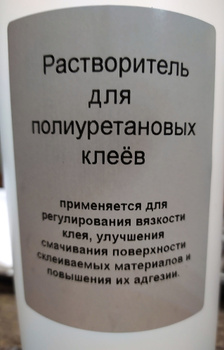 Растворитель
для
полиуретановых
клеёв
применяется для
регулирования вязкости
клея, улучшения
смачивания поверхности
склеиваемых материалов и
повышения их адгезии.